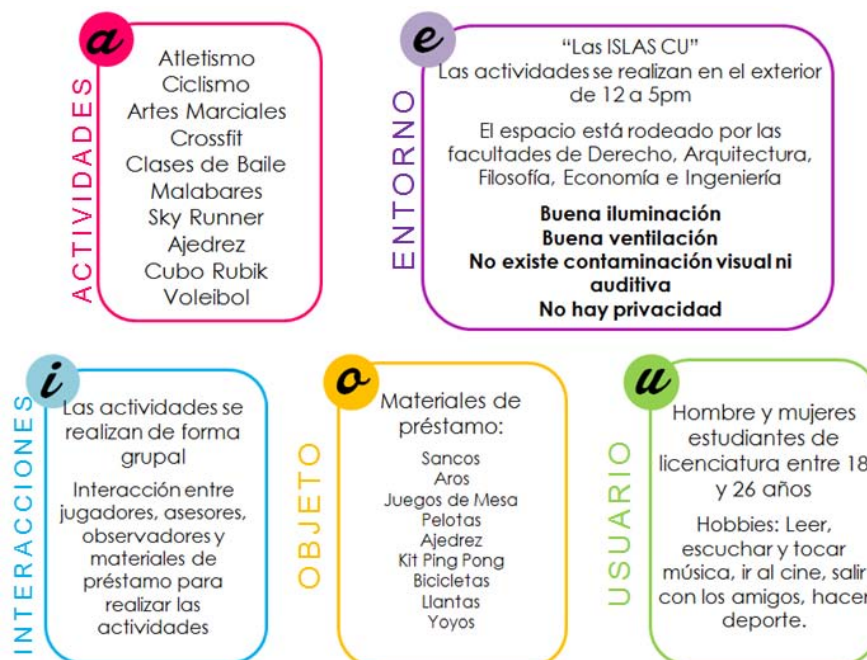 a
ACTIVIDADES
Atletismo
Ciclismo
Artes Marciales
Crossfit
Clases de Baile
Malabares
Sky Runner
Ajedrez
Cubo Rubik
Voleibol
e
ENTORNO
“Las ISLAS CU”
Las actividades se realizan en el exterior
de 12 a 5pm
El espacio está rodeado por las
facultades de Derecho, Arquitectura,
Filosofía, Economía e Ingeniería
Buena iluminación
Buena ventilación
No existe contaminación visual ni
auditiva
No hay privacidad
i
INTERACCIONES
Las actividades se
realizan de forma
grupal
Interacción entre
jugadores, asesores,
observadores y
materiales de
préstamo para
realizar las
actividades
o
OBJETO
Materiales de
préstamo:
Sancos
Aros
Juegos de Mesa
Pelotas
Ajedrez
Kit Ping Pong
Bicicletas
Llantas
Yoyos
u
USUARIO
Hombre y mujeres
estudiantes de
licenciatura entre 18
y 26 años
Hobbies: Leer,
escuchar y tocar
música, ir al cine, salir
con los amigos, hacer
deporte.